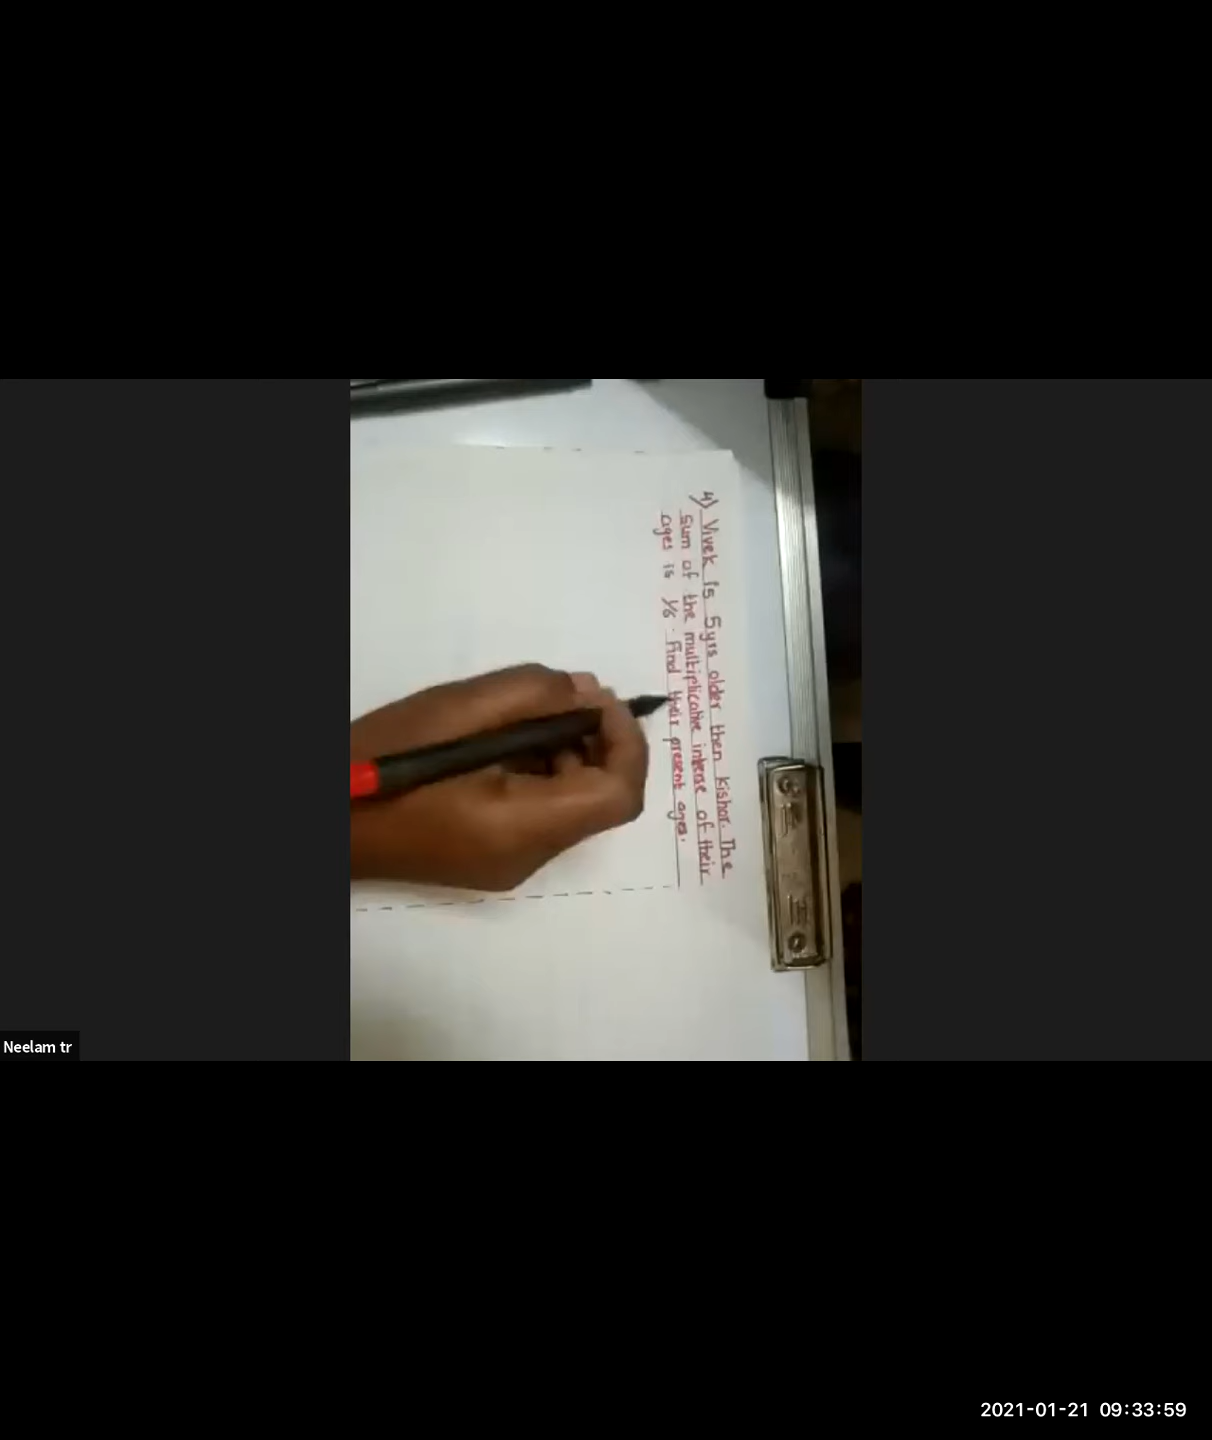 4) Vivek is 5yrs older then kishor. The
sum of the multiplicative inverse of their
ages is 1/6. Find their present ages.
Neelam tr
2021-01-21 09:33:59